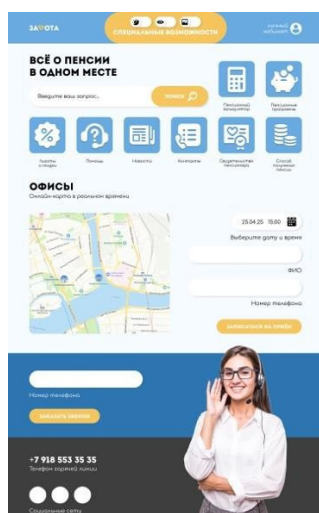 ЗАБОТА
СПЕЦИАЛЬНЫЕ ВОЗМОЖНОСТИ
личный
кабинет
ВСЁ О ПЕНСИИ
В ОДНОМ МЕСТЕ
Введите ваш запрос..
ПОИСК
Пенсионный
калькулятор
Пенсионные
программы
Льготы
и скидки
Помощь
Новости
Контакты
Свидетельство
пенсионера
Способ
получения
пенсии
ОФИСЫ
Онлайн-карта в реальном времени
25.04.25 15.00
Выберите дату и время
ФИО
Номер телефона
ЗАПИСАТЬСЯ НА ПРИЁМ
Номер телефона
ЗАКАЗАТЬ ЗВОНОК
+7 918 553 35 35
Телефон горячей линии
Социальные сети